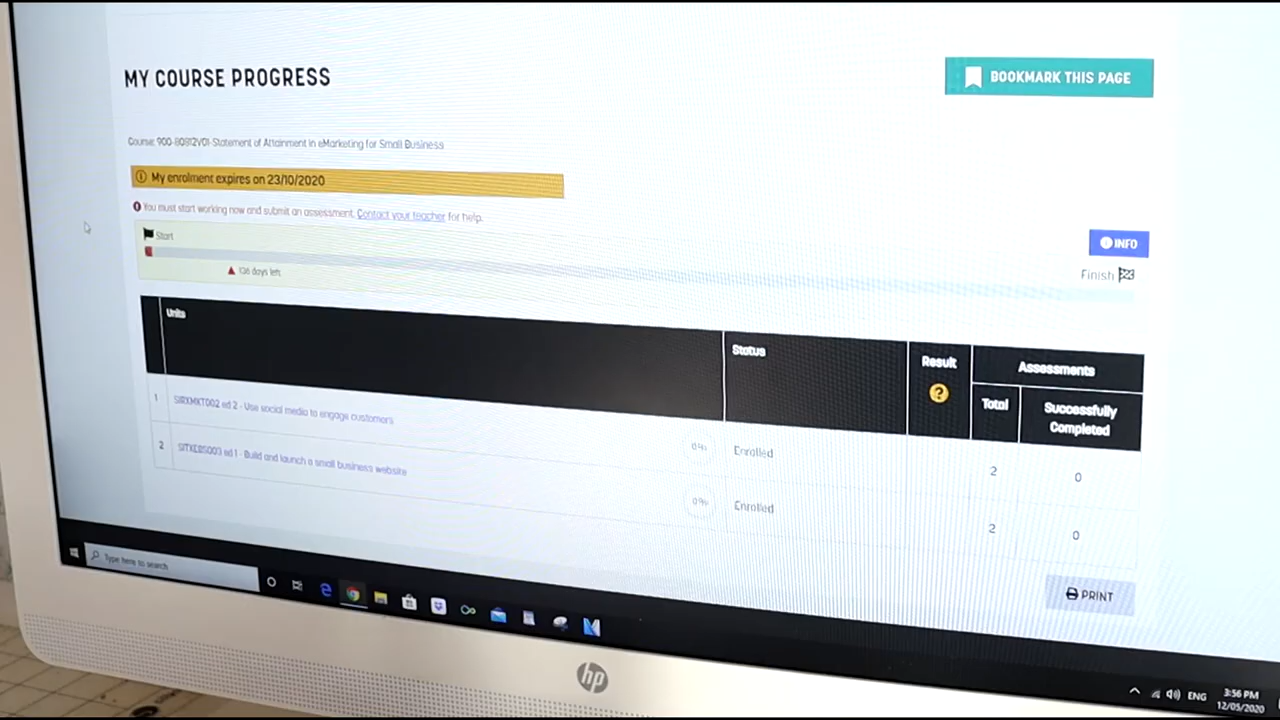 MY COURSE PROGRESS
BOOKMARK THIS PAGE
Course: 900-80812V01-Statement of Attainment in eMarketing for Small Business
My enrolment expires on 23/10/2020
You must start working now and submit an assessment. Contact your teacher for help.
Start
INFO
136 days left
Finish
Units
Status
Result
Assessments
Total
Successfully Completed
1 SIRXMKT002 ed 2 - Use social media to engage customers
0% Enrolled 2 0
2 SITXEBS003 ed 1 - Build and launch a small business website
0% Enrolled 2 0
PRINT
Type here to search
ENG
3:56 PM
12/05/2020
hp